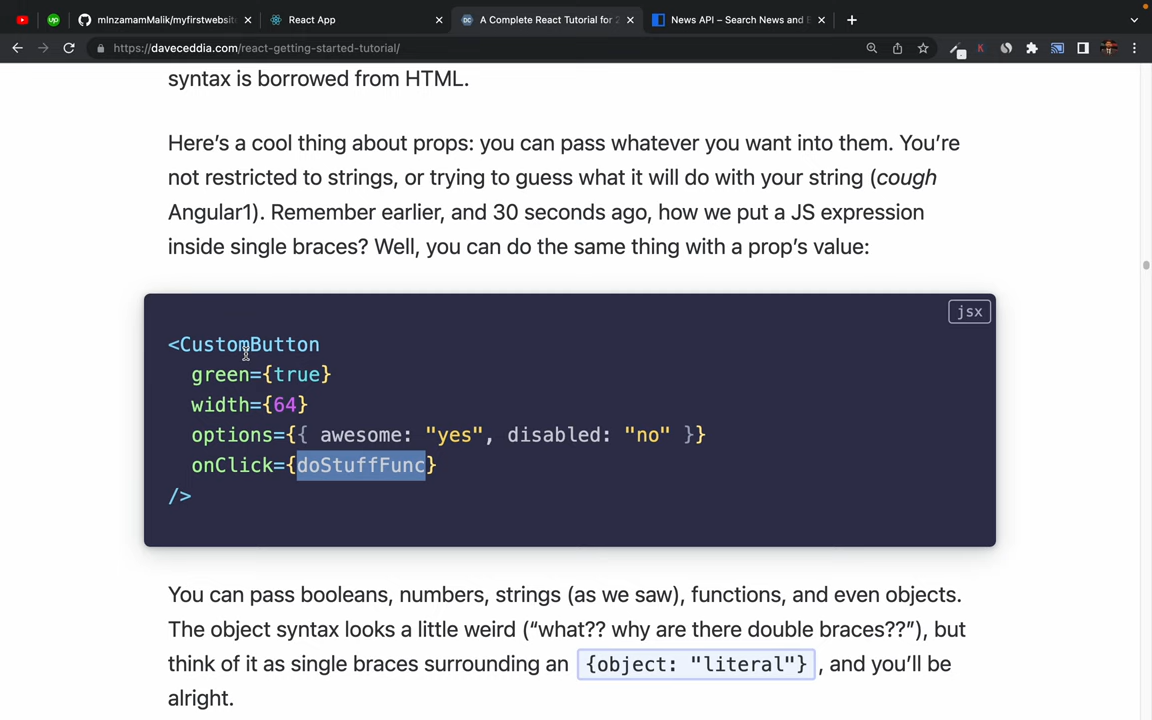 mInzamamMalik/myfirstwebsite
React App
A Complete React Tutorial for 2
News API – Search News and B
https://daveceddia.com/react-getting-started-tutorial/
syntax is borrowed from HTML.
Here's a cool thing about props: you can pass whatever you want into them. You're
not restricted to strings, or trying to guess what it will do with your string (cough
Angular1). Remember earlier, and 30 seconds ago, how we put a JS expression
inside single braces? Well, you can do the same thing with a prop's value:
jsx
<CustomButton
green={true}
width={64}
options={{ awesome: "yes", disabled: "no" }}
onClick={doStuffFunc}
/>
You can pass booleans, numbers, strings (as we saw), functions, and even objects.
The object syntax looks a little weird (“what?? why are there double braces??”), but
think of it as single braces surrounding an {object: "literal"} , and you'll be
alright.